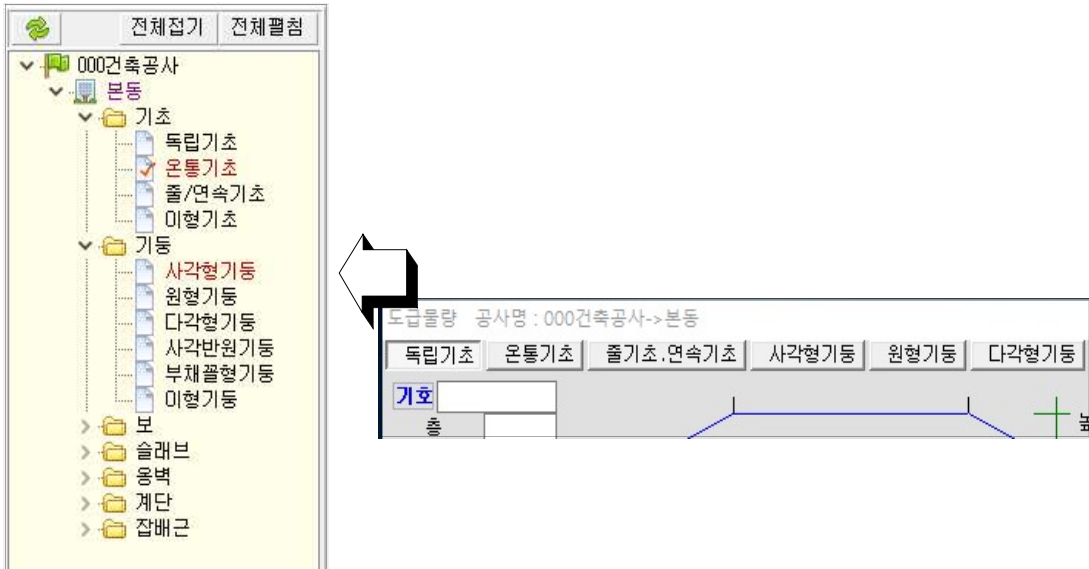 전체접기 전체펼침
000건축공사
본동
기초
독립기초
온통기초
줄/연속기초
이형기초
기둥
사각형기둥
원형기둥
다각형기둥
사각반원기둥
부채꼴형기둥
이형기둥
보
슬래브
옹벽
계단
잡배근
도급물량 공사명 : 000건축공사->본동
독립기초 온통기초 줄기초.연속기초 사각형기둥 원형기둥 다각형기둥
기호
층